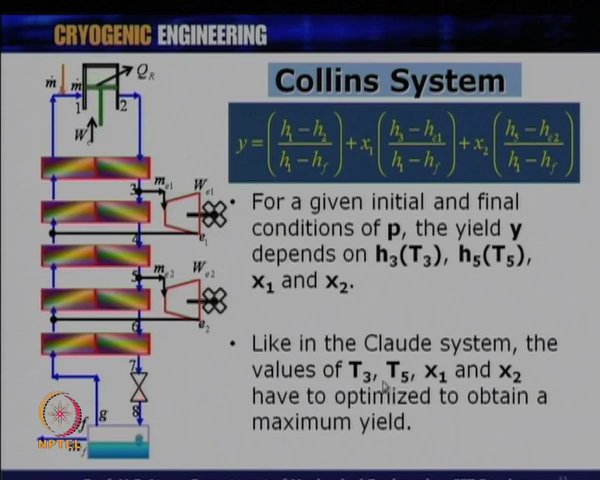 CRYOGENIC ENGINEERING
Collins System
y = (h1 – h2 / h1 – hf) + x1 (h3 – he1 / h1 – hf) + x2 (h5 – he2 / h1 – hf)
• For a given initial and final
conditions of p, the yield y
depends on h3(T3), h5(T5),
x1 and x2.
• Like in the Claude system, the
values of T3, T5, x1 and x2
have to optimized to obtain a
maximum yield.
ṁ
ṁ
QR
1
2
Wc
3
me1
We1
4
e1
5
me2
We2
6
e2
7
8
g
f
NPTEL